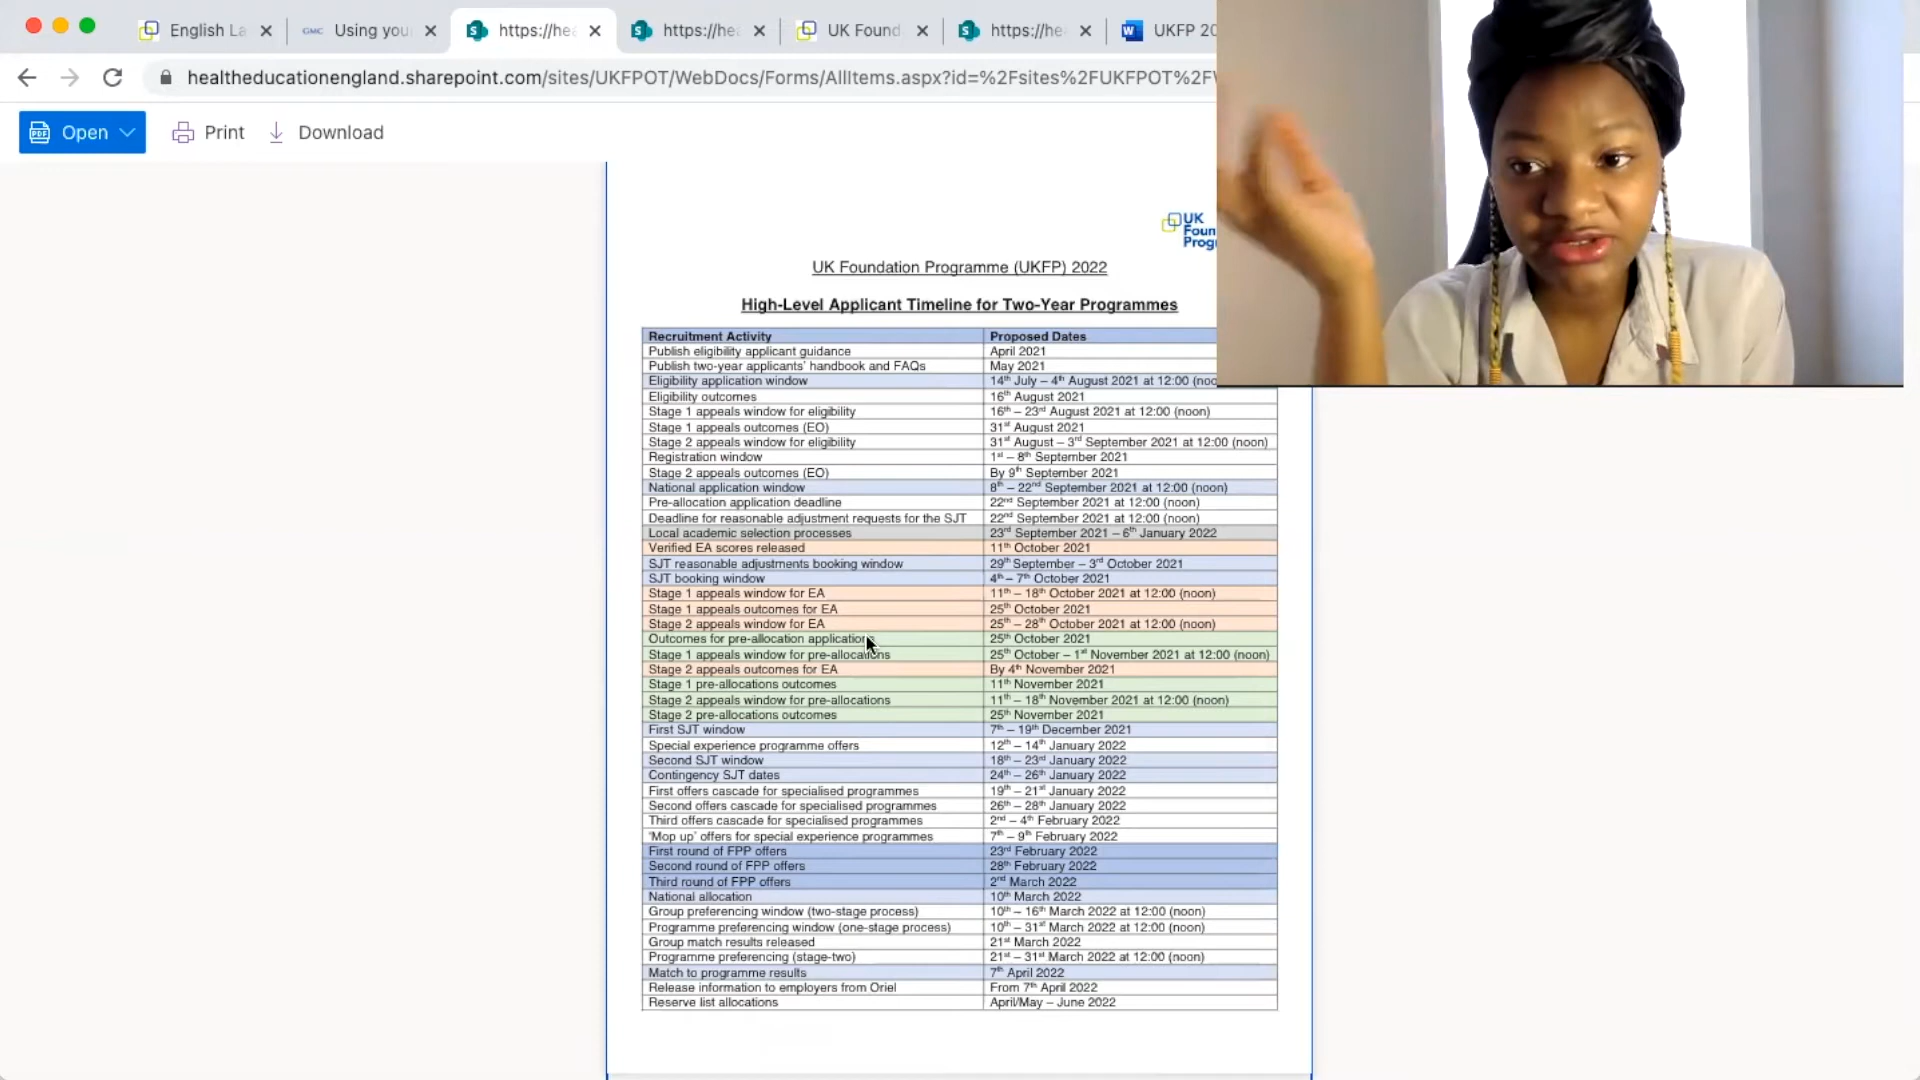 English La
GMC Using you
https://hea
https://hea
UK Found
https://hea
UKFP 20
healtheducationengland.sharepoint.com/sites/UKFPOT/WebDocs/Forms/AllItems.aspx?id=%2Fsites%2FUKFPOT%2F
PDF Open
Print
Download
UK
Foun
Prog
UK Foundation Programme (UKFP) 2022
High-Level Applicant Timeline for Two-Year Programmes
Recruitment Activity Proposed Dates
Publish eligibility applicant guidance April 2021
Publish two-year applicants' handbook and FAQs May 2021
Eligibility application window 14th July – 4th August 2021 at 12:00 (noo
Eligibility outcomes 16th August 2021
Stage 1 appeals window for eligibility 16th – 23rd August 2021 at 12:00 (noon)
Stage 1 appeals outcomes (EO) 31st August 2021
Stage 2 appeals window for eligibility 31st August – 3rd September 2021 at 12:00 (noon)
Registration window 1st – 8th September 2021
Stage 2 appeals outcomes (EO) By 9th September 2021
National application window 8th – 22nd September 2021 at 12:00 (noon)
Pre-allocation application deadline 22nd September 2021 at 12:00 (noon)
Deadline for reasonable adjustment requests for the SJT 22nd September 2021 at 12:00 (noon)
Local academic selection processes 23rd September 2021 – 6th January 2022
Verified EA scores released 11th October 2021
SJT reasonable adjustments booking window 29th September – 3rd October 2021
SJT booking window 4th – 7th October 2021
Stage 1 appeals window for EA 11th – 18th October 2021 at 12:00 (noon)
Stage 1 appeals outcomes for EA 25th October 2021
Stage 2 appeals window for EA 25th – 28th October 2021 at 12:00 (noon)
Outcomes for pre-allocation applications 25th October 2021
Stage 1 appeals window for pre-allocations 25th October – 1st November 2021 at 12:00 (noon)
Stage 2 appeals outcomes for EA By 4th November 2021
Stage 1 pre-allocations outcomes 11th November 2021
Stage 2 appeals window for pre-allocations 11th – 18th November 2021 at 12:00 (noon)
Stage 2 pre-allocations outcomes 25th November 2021
First SJT window 7th – 19th December 2021
Special experience programme offers 12th – 14th January 2022
Second SJT window 18th – 23rd January 2022
Contingency SJT dates 24th – 26th January 2022
First offers cascade for specialised programmes 19th – 21st January 2022
Second offers cascade for specialised programmes 26th – 28th January 2022
Third offers cascade for specialised programmes 2nd – 4th February 2022
'Mop up' offers for special experience programmes 7th – 9th February 2022
First round of FPP offers 23rd February 2022
Second round of FPP offers 28th February 2022
Third round of FPP offers 2nd March 2022
National allocation 10th March 2022
Group preferencing window (two-stage process) 10th – 16th March 2022 at 12:00 (noon)
Programme preferencing window (one-stage process) 10th – 31st March 2022 at 12:00 (noon)
Group match results released 21st March 2022
Programme preferencing (stage-two) 21st – 31st March 2022 at 12:00 (noon)
Match to programme results 7th April 2022
Release information to employers from Oriel From 7th April 2022
Reserve list allocations April/May – June 2022